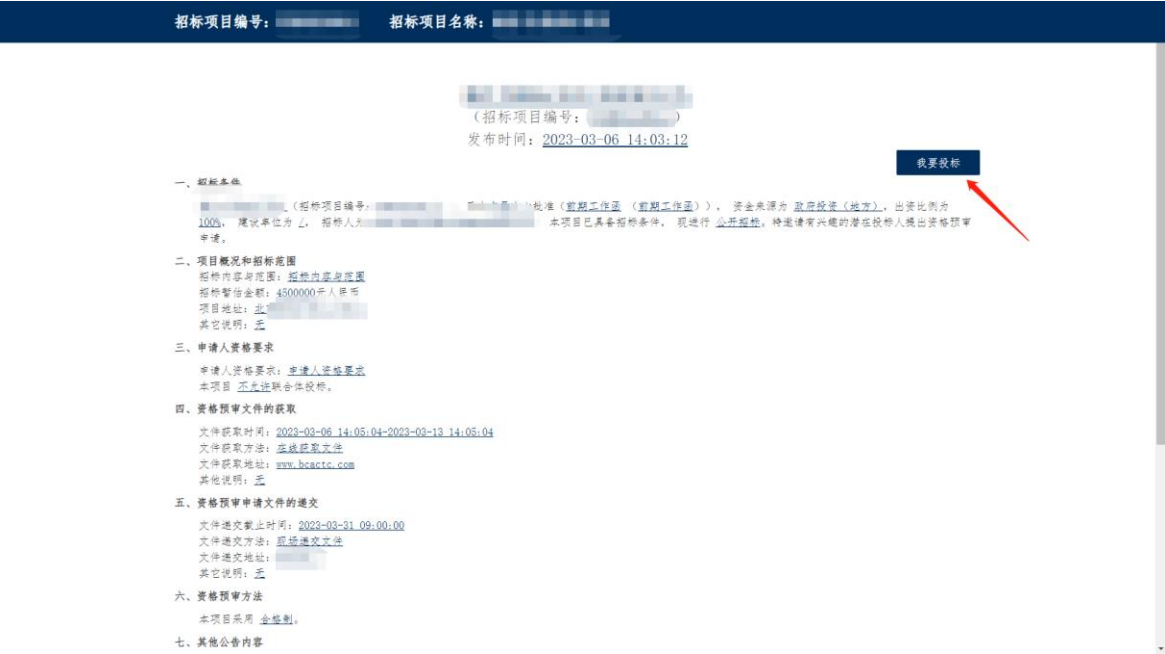 招标项目编号： 招标项目名称：
（招标项目编号： ）
发布时间：2023-03-06 14:03:12
我要投标
一、招标条件
（招标项目编号： 批准（前期工作函（前期工作函））， 资金来源为 政府投资（地方），出资比例为
100%， 建设单位为 /， 招标人为 本项目已具备招标条件， 现进行 公开招标，特邀请有兴趣的潜在投标人提出资格预审
申请。
二、项目概况和招标范围
招标内容与范围：招标内容与范围
招标暂估金额：4500000元人民币
项目地址：北
其它说明：无
三、申请人资格要求
申请人资格要求：申请人资格要求
本项目 不允许联合体投标。
四、资格预审文件的获取
文件获取时间：2023-03-06 14:05:04-2023-03-13 14:05:04
文件获取方法：在线获取文件
文件获取地址：www.bcactc.com
其他说明：无
五、资格预审申请文件的递交
文件递交截止时间：2023-03-31 09:00:00
文件递交方法：现场递交文件
文件递交地址：
其它说明：无
六、资格预审方法
本项目采用 合格制。
七、其他公告内容